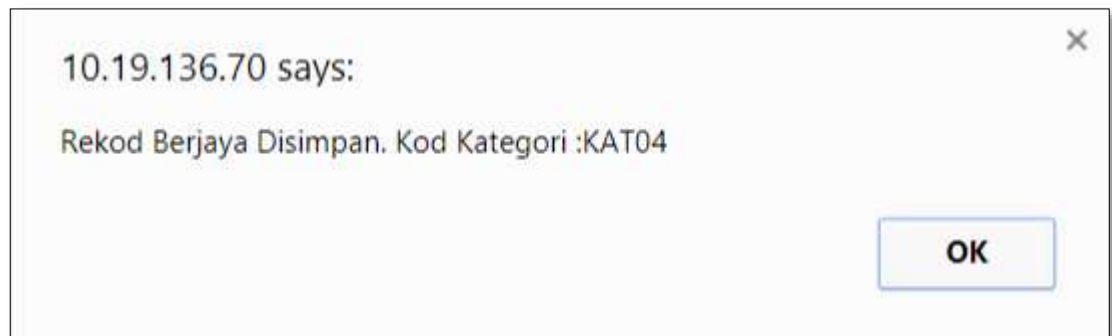 10.19.136.70 says:
Rekod Berjaya Disimpan. Kod Kategori :KAT04
OK